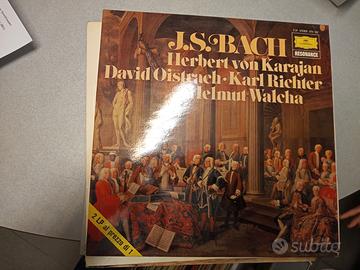 J.S. BACH
Herbert von Karajan
David Oistrach · Karl Richter
Helmut Walcha
RESONANCE
2 LP al prezzo di 1
subito